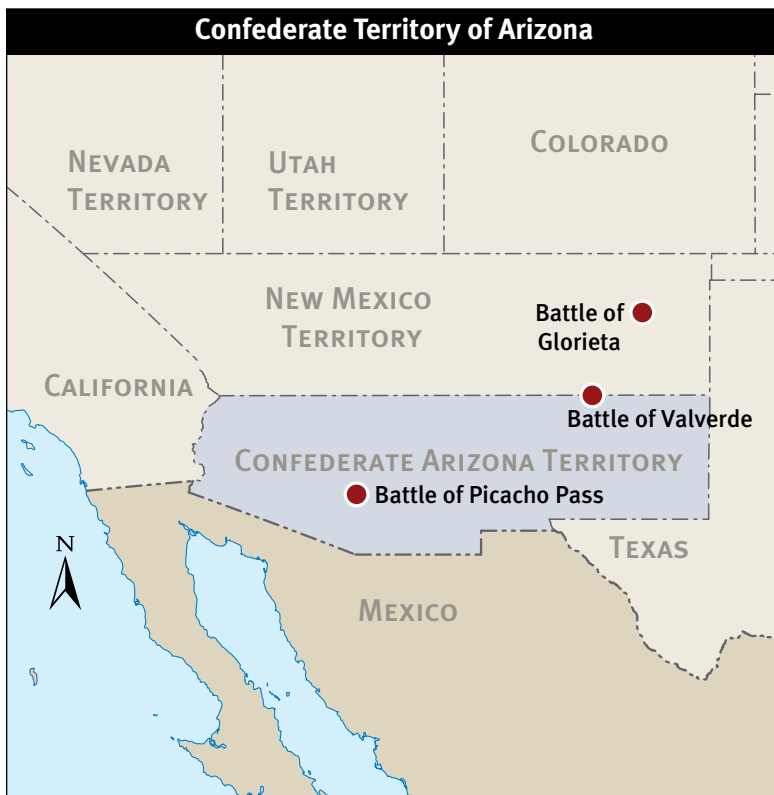 Confederate Territory of Arizona
Nevada
Territory
Utah
Territory
Colorado
New Mexico
Territory
Battle of
Glorieta
California
Battle of Valverde
Confederate Arizona Territory
Battle of Picacho Pass
Texas
N
Mexico